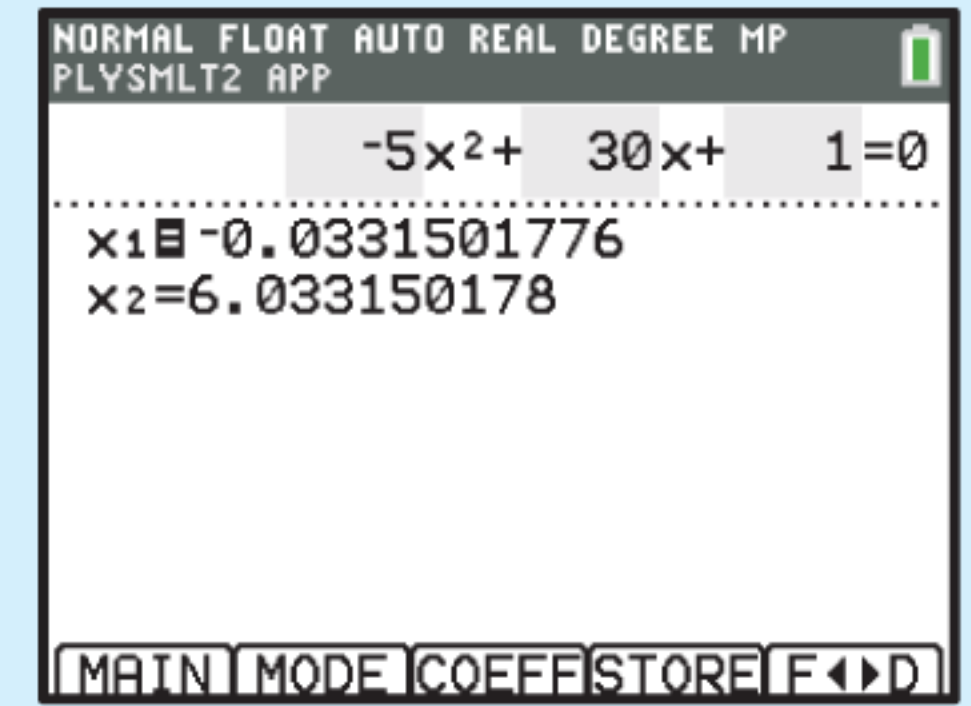 NORMAL FLOAT AUTO REAL DEGREE MP
PLYSMLT2 APP
⁻5x²+ 30x+ 1=0
x₁=⁻0.0331501776
x₂=6.033150178
MAIN MODE COEFF STORE F◄►D